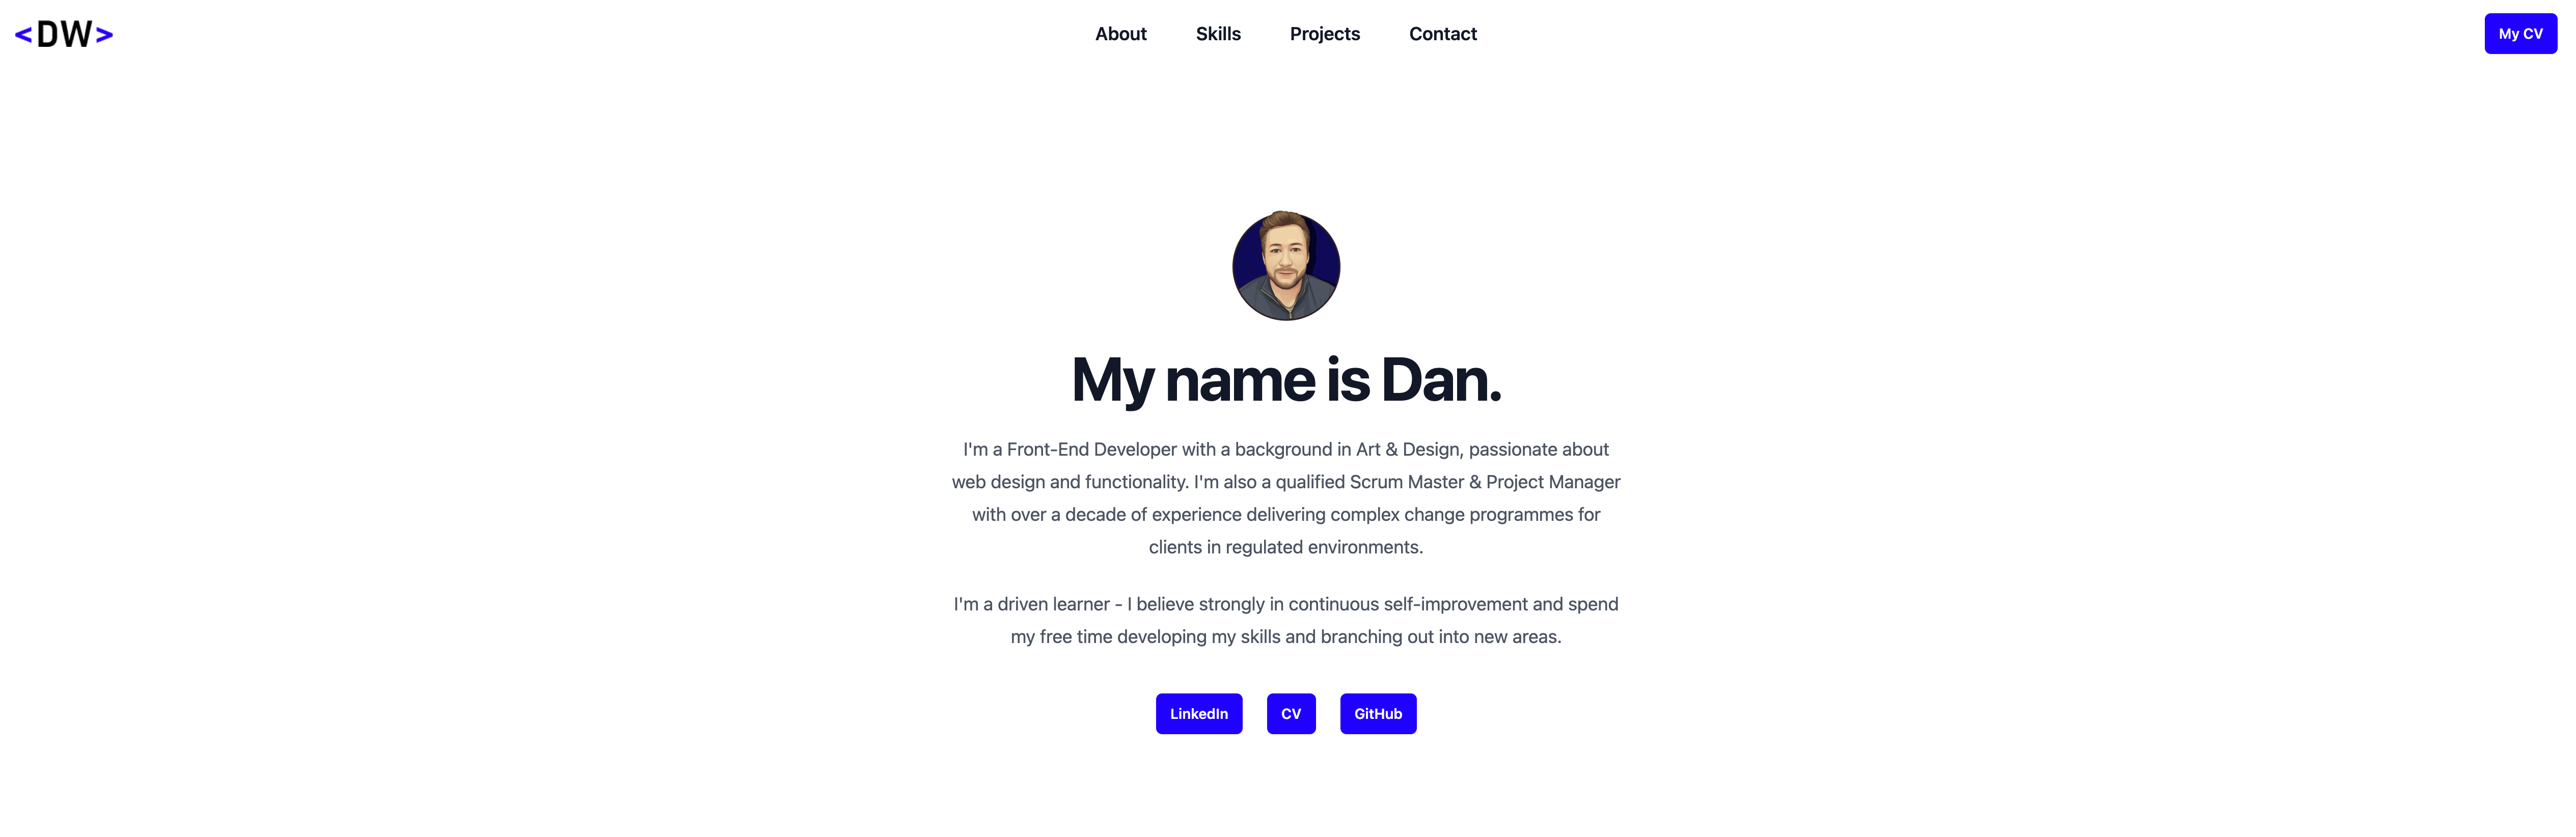 <DW>
About
Skills
Projects
Contact
My CV
My name is Dan.
I'm a Front-End Developer with a background in Art & Design, passionate about
web design and functionality. I'm also a qualified Scrum Master & Project Manager
with over a decade of experience delivering complex change programmes for
clients in regulated environments.
I'm a driven learner - I believe strongly in continuous self-improvement and spend
my free time developing my skills and branching out into new areas.
LinkedIn
CV
GitHub